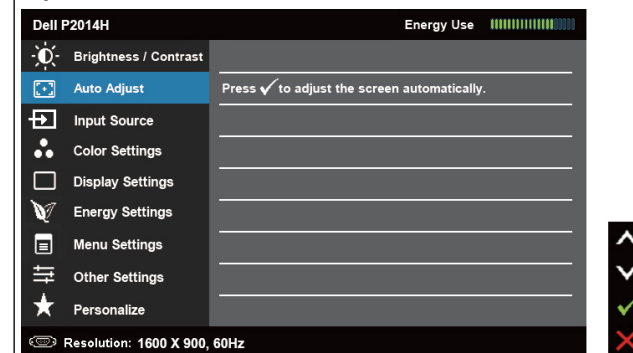 Dell P2014H Energy Use
Brightness / Contrast
Auto Adjust Press ✓ to adjust the screen automatically.
Input Source
Color Settings
Display Settings
Energy Settings
Menu Settings
Other Settings
Personalize
Resolution: 1600 X 900, 60Hz